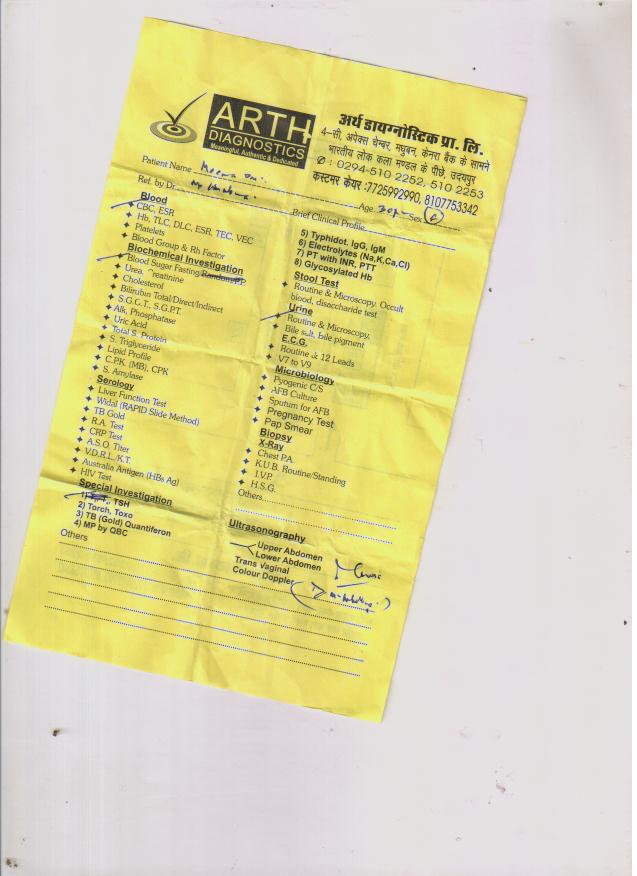 ARTH
DIAGNOSTICS
Meaningful, Authentic & Dedicated
अर्थ डायग्नोस्टिक प्रा. लि.
4-सी, अपेक्स चेम्बर, मधुबन, केनरा बैंक के सामने
भारतीय लोक कला मण्डल के पीछे, उदयपुर
✆ : 0294-510 2252, 510 2253
कस्टमर केयर :7725992990, 8107753342
Patient Name
Ref. by Dr.
Age Sex
Brief Clinical Profile
Blood
CBC, ESR
Hb, TLC, DLC, ESR, TEC, VEC
Platelets
Blood Group & Rh Factor
Biochemical Investigation
Blood Sugar Fasting/Random/PP
Urea, Creatinine
Cholesterol
Bilirubin Total/Direct/Indirect
S.G.C.T., S.G.P.T.
Alk. Phosphatase
Uric Acid
Total S. Protein
S. Triglyceride
Lipid Profile
C.P.K. (MB), CPK
S. Amylase
Serology
Liver Function Test
Widal (RAPID Slide Method)
TB Gold
R.A. Test
CRP Test
A.S.O. Titer
V.D.R.L./K.T.
Australia Antigen (HBs Ag)
HIV Test
Special Investigation
1) TSH
2) Torch, Toxo
3) TB (Gold) Quantiferon
4) MP by QBC
Others
5) Typhidot. IgG, IgM
6) Electrolytes (Na,K,Ca,Cl)
7) PT with INR, PTT
8) Glycosylated Hb
Stool Test
Routine & Microscopy, Occult
blood, disaccharide test
Urine
Routine & Microscopy,
Bile salt, Bile pigment
E.C.G.
Routine & 12 Leads
V7 to V9
Microbiology
Pyogenic C/S
AFB Culture
Sputum for AFB
Pregnancy Test
Pap Smear
Biopsy
X-Ray
Chest P.A.
K.U.B. Routine/Standing
I.V.P.
H.S.G.
Others
Ultrasonography
Upper Abdomen
Lower Abdomen
Trans Vaginal
Colour Doppler